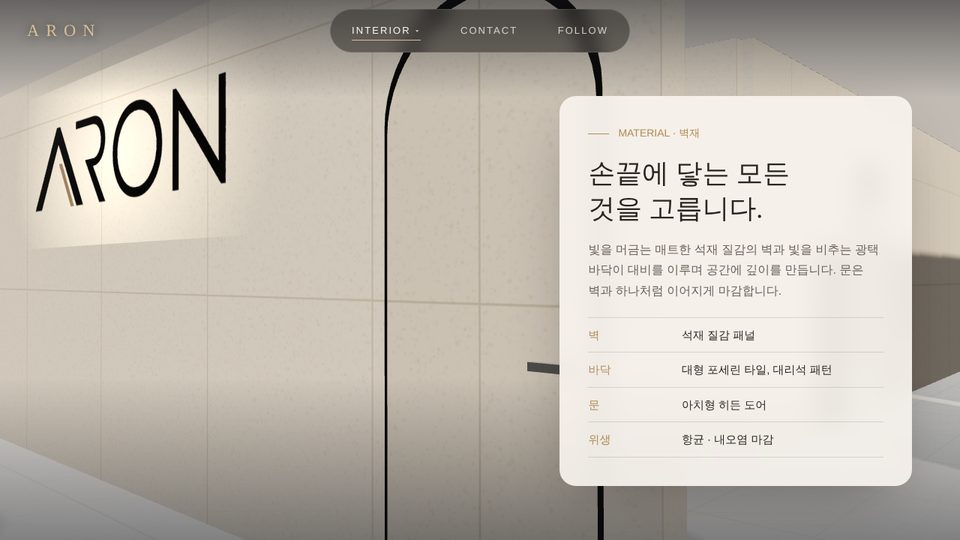 ARON
INTERIOR
CONTACT
FOLLOW
ARON
MATERIAL · 벽재
손끝에 닿는 모든
것을 고릅니다.
빛을 머금는 매트한 석재 질감의 벽과 빛을 비추는 광택
바닥이 대비를 이루며 공간에 깊이를 만듭니다. 문은
벽과 하나처럼 이어지게 마감합니다.
벽 석재 질감 패널
바닥 대형 포세린 타일, 대리석 패턴
문 아치형 히든 도어
위생 항균 · 내오염 마감